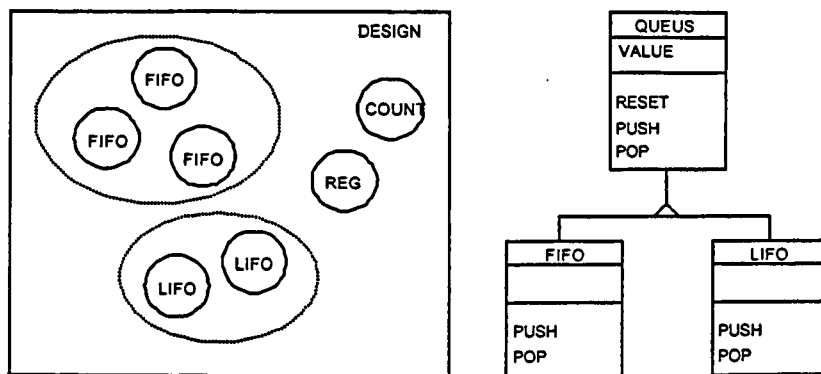 DESIGN
FIFO
FIFO
FIFO
COUNT
REG
LIFO
LIFO
QUEUS
VALUE
RESET
PUSH
POP
FIFO
PUSH
POP
LIFO
PUSH
POP